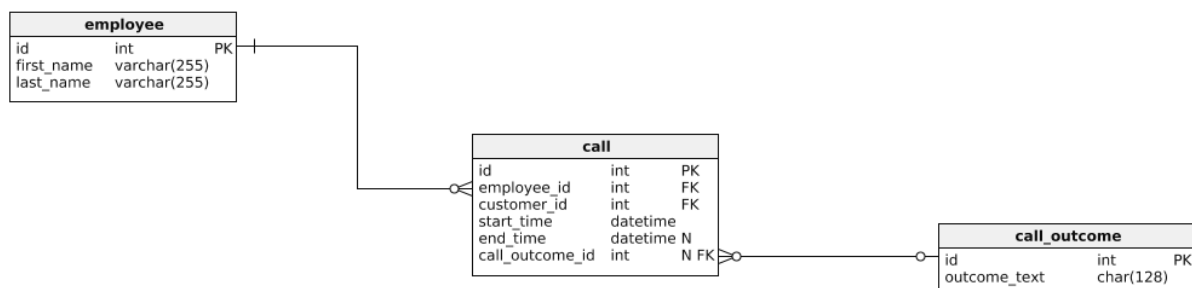 employee
id int PK
first_name varchar(255)
last_name varchar(255)
call
id int PK
employee_id int FK
customer_id int FK
start_time datetime
end_time datetime N
call_outcome_id int N FK
call_outcome
id int PK
outcome_text char(128)